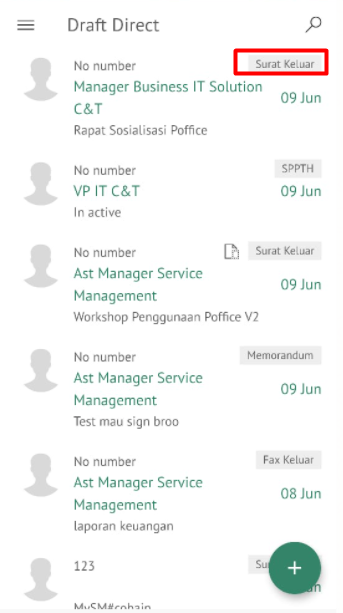 Draft Direct
No number
Surat Keluar
Manager Business IT Solution
C&T
09 Jun
Rapat Sosialisasi Poffice
No number
SPPTH
VP IT C&T
09 Jun
In active
No number
Surat Keluar
Ast Manager Service
Management
09 Jun
Workshop Penggunaan Poffice V2
No number
Memorandum
Ast Manager Service
Management
09 Jun
Test mau sign broo
No number
Fax Keluar
Ast Manager Service
Management
08 Jun
laporan keuangan
123
MySM#cobain